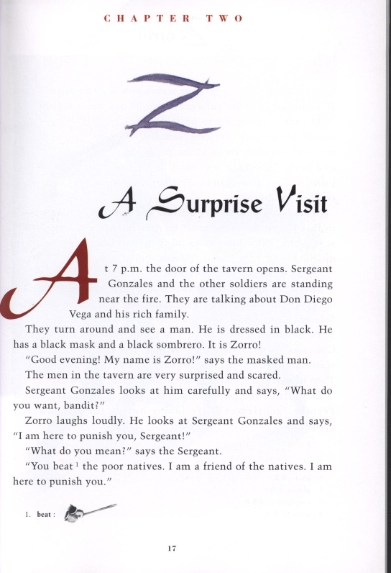 CHAPTER TWO
Z
A Surprise Visit
At 7 p.m. the door of the tavern opens. Sergeant
Gonzales and the other soldiers are standing
near the fire. They are talking about Don Diego
Vega and his rich family.
They turn around and see a man. He is dressed in black. He
has a black mask and a black sombrero. It is Zorro!
"Good evening! My name is Zorro!" says the masked man.
The men in the tavern are very surprised and scared.
Sergeant Gonzales looks at him carefully and says, "What do
you want, bandit?"
Zorro laughs loudly. He looks at Sergeant Gonzales and says,
"I am here to punish you, Sergeant!"
"What do you mean?" says the Sergeant.
"You beat¹ the poor natives. I am a friend of the natives. I am
here to punish you."
1. beat :
17